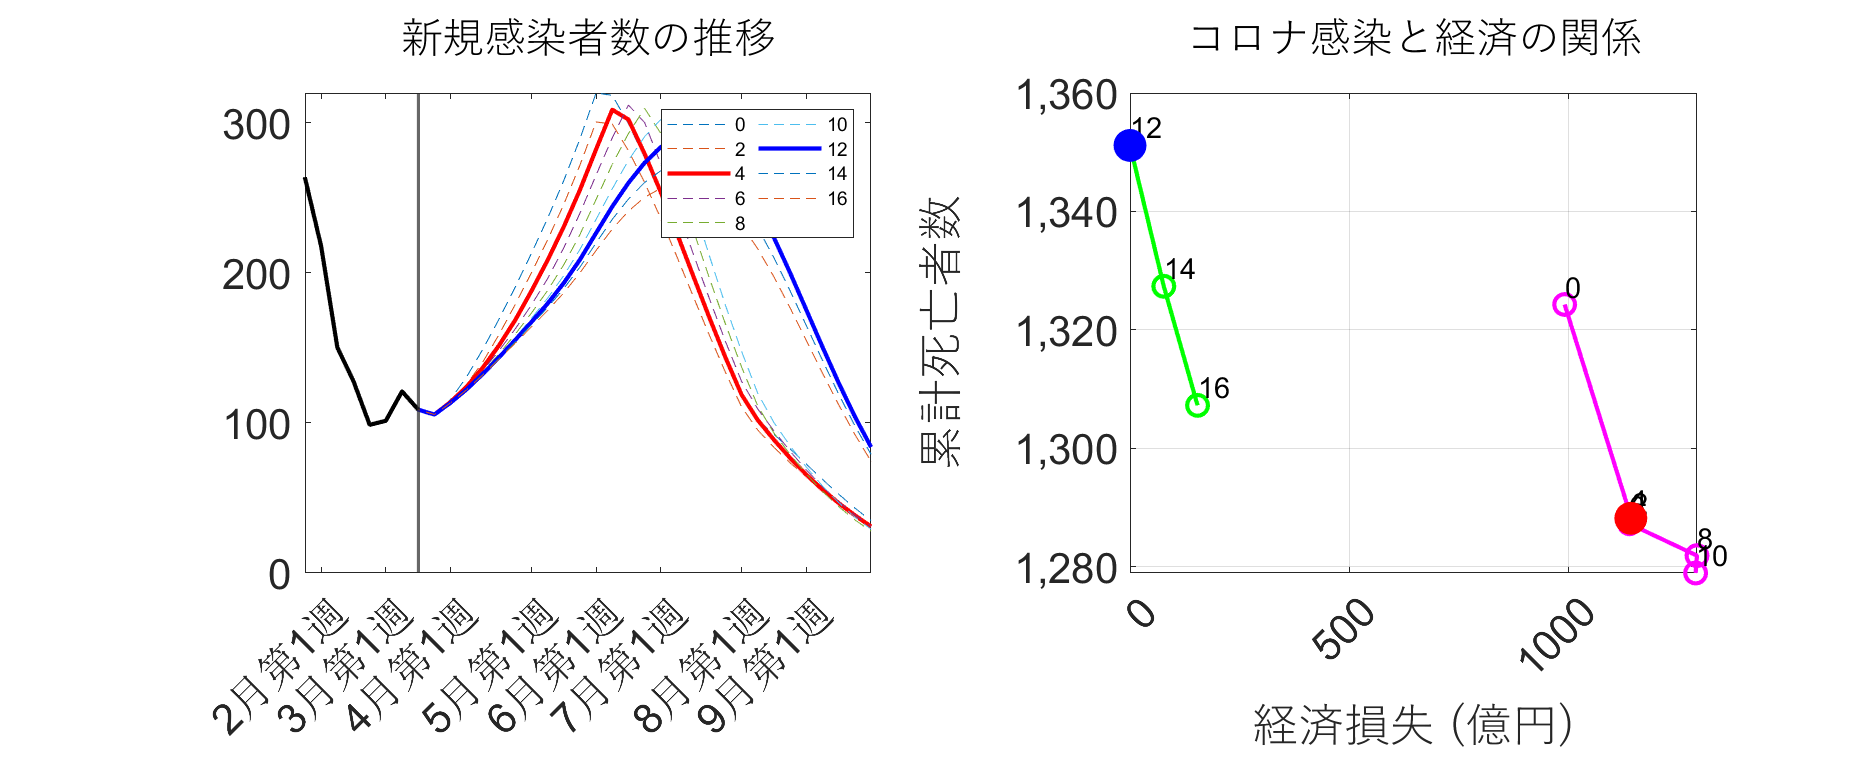 新規感染者数の推移
300
200
100
0
0
2
4
6
8
10
12
14
16
2月第1週
3月第1週
4月第1週
5月第1週
6月第1週
7月第1週
8月第1週
9月第1週
コロナ感染と経済の関係
累計死亡者数
1,360
1,340
1,320
1,300
1,280
12
14
16
0
8
10
0
500
1000
経済損失 (億円)